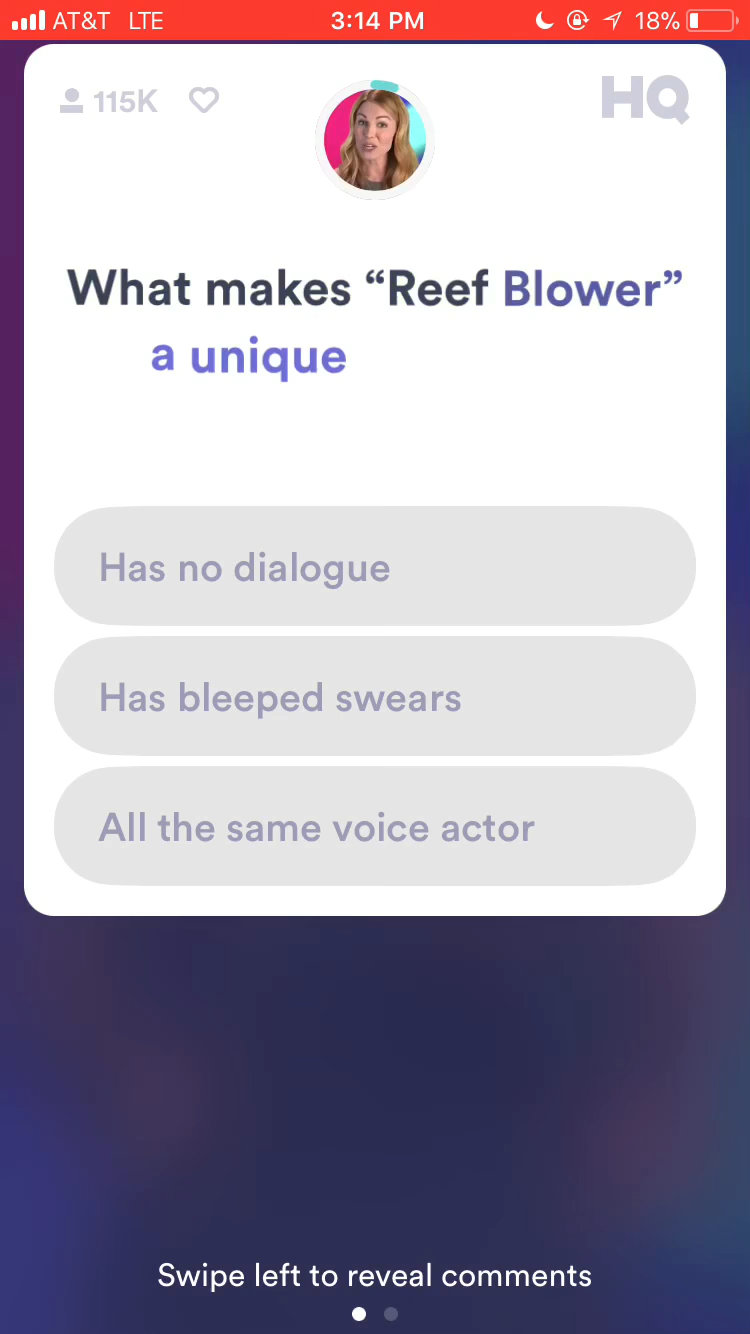 AT&T LTE 3:14 PM 18%
115K HQ
What makes “Reef Blower”
a unique
Has no dialogue
Has bleeped swears
All the same voice actor
Swipe left to reveal comments